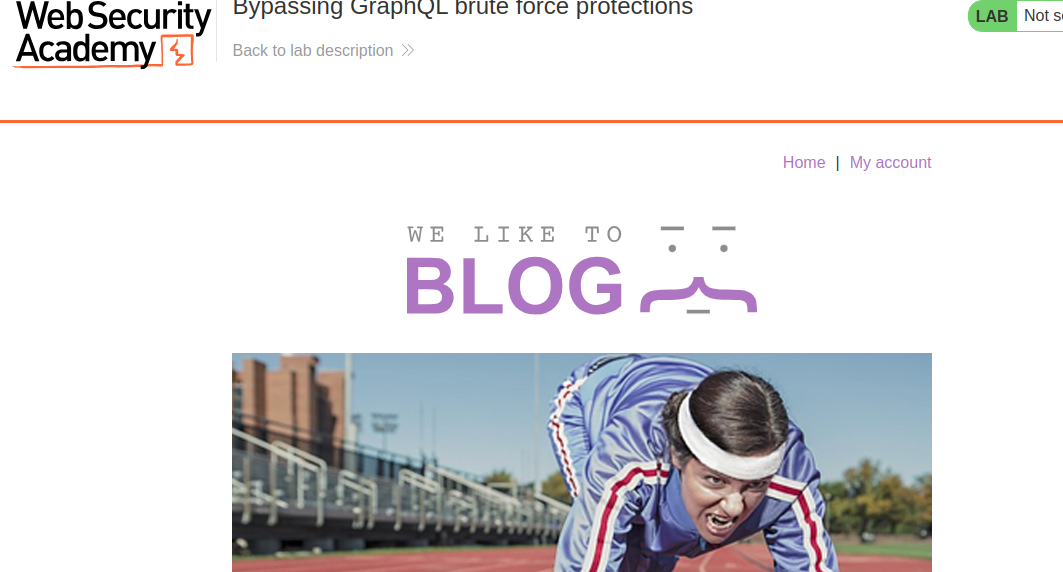 Web Security
Academy
Bypassing GraphQL brute force protections
Back to lab description
LAB Not s
Home | My account
WE LIKE TO
BLOG